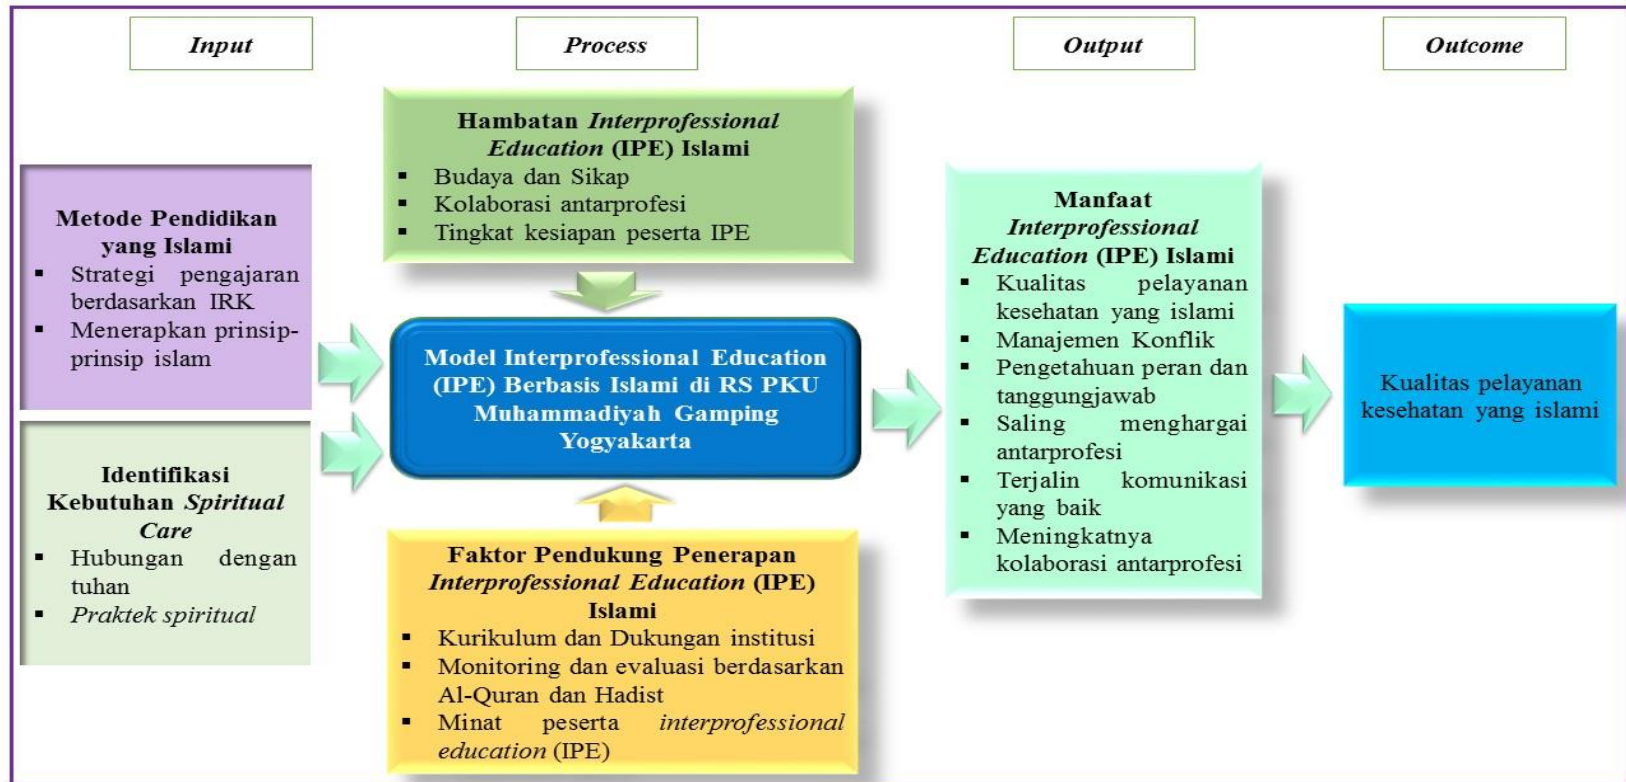 Input
Process
Output
Outcome
Metode Pendidikan
yang Islami
▪ Strategi pengajaran
berdasarkan IRK
▪ Menerapkan prinsip-
prinsip islam
Identifikasi
Kebutuhan Spiritual
Care
▪ Hubungan dengan
tuhan
▪ Praktek spiritual
Hambatan Interprofessional
Education (IPE) Islami
▪ Budaya dan Sikap
▪ Kolaborasi antarprofesi
▪ Tingkat kesiapan peserta IPE
Model Interprofessional Education
(IPE) Berbasis Islami di RS PKU
Muhammadiyah Gamping
Yogyakarta
Faktor Pendukung Penerapan
Interprofessional Education (IPE)
Islami
▪ Kurikulum dan Dukungan institusi
▪ Monitoring dan evaluasi berdasarkan
Al-Quran dan Hadist
▪ Minat peserta interprofessional
education (IPE)
Manfaat
Interprofessional
Education (IPE) Islami
▪ Kualitas pelayanan
kesehatan yang islami
▪ Manajemen Konflik
▪ Pengetahuan peran dan
tanggungjawab
▪ Saling menghargai
antarprofesi
▪ Terjalin komunikasi
yang baik
▪ Meningkatnya
kolaborasi antarprofesi
Kualitas pelayanan
kesehatan yang islami